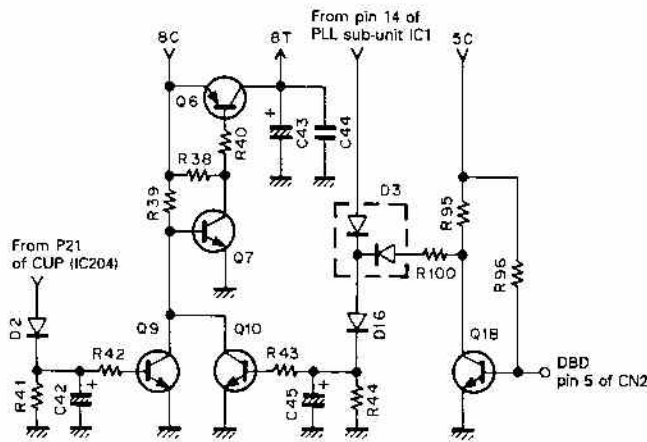 From pin 14 of
PLL sub-unit IC1
8C
8T
5C
Q6
R40
C43
+
C44
R38
R39
Q7
D3
R95
R96
R100
From P21
of CUP (IC204)
D2
Q9
Q10
D16
Q18
R42
R43
R41
C42
+
C45
+
R44
DBD
pin 5 of CN2